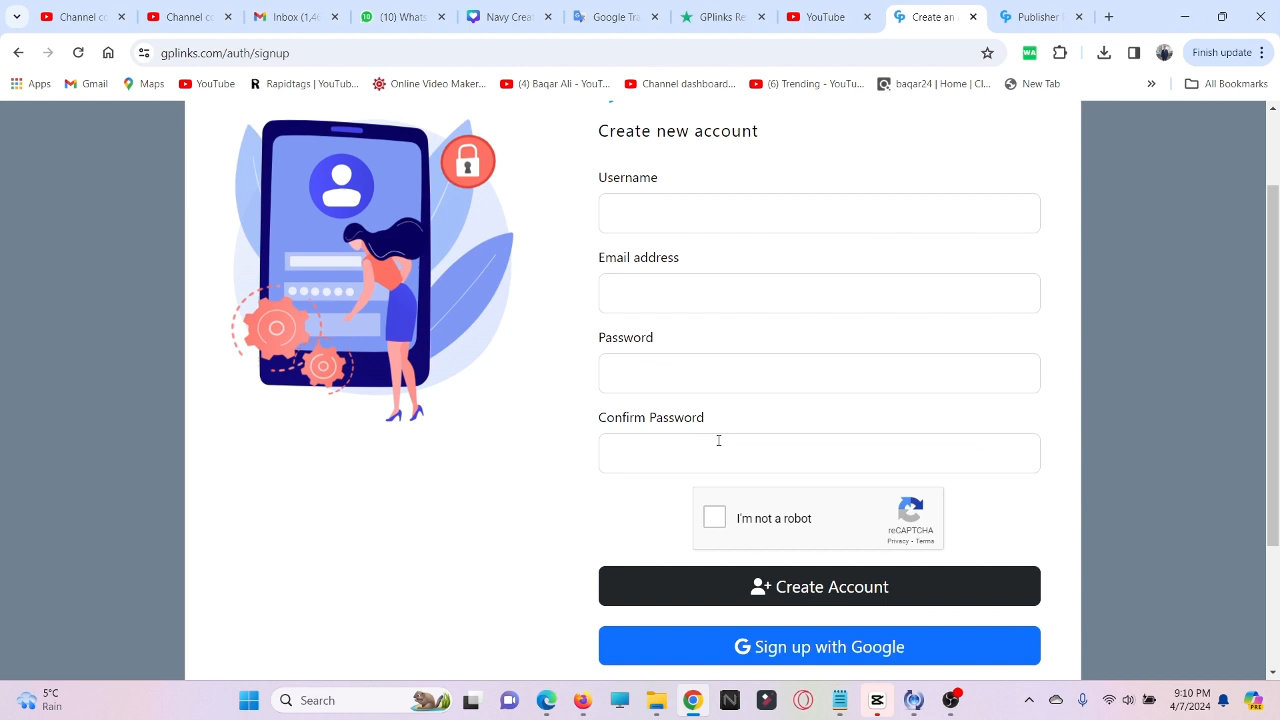 Channel co
Channel co
Inbox (1,4
(10) Whats
Navy Crea
Google Tra
GPlinks Re
YouTube
Create an
Publisher
gplinks.com/auth/signup
WA
Finish update
Apps
Gmail
Maps
YouTube
Rapidtags | YouTub...
Online Video Maker...
(4) Baqar Ali - YouT...
Channel dashboard...
(6) Trending - YouT...
baqar24 | Home | Cl...
New Tab
»
All Bookmarks
Create new account
Username
Email address
Password
Confirm Password
I'm not a robot
reCAPTCHA
Privacy - Terms
Create Account
Sign up with Google
5°C
Rain
Search
9:10 PM
4/7/2024